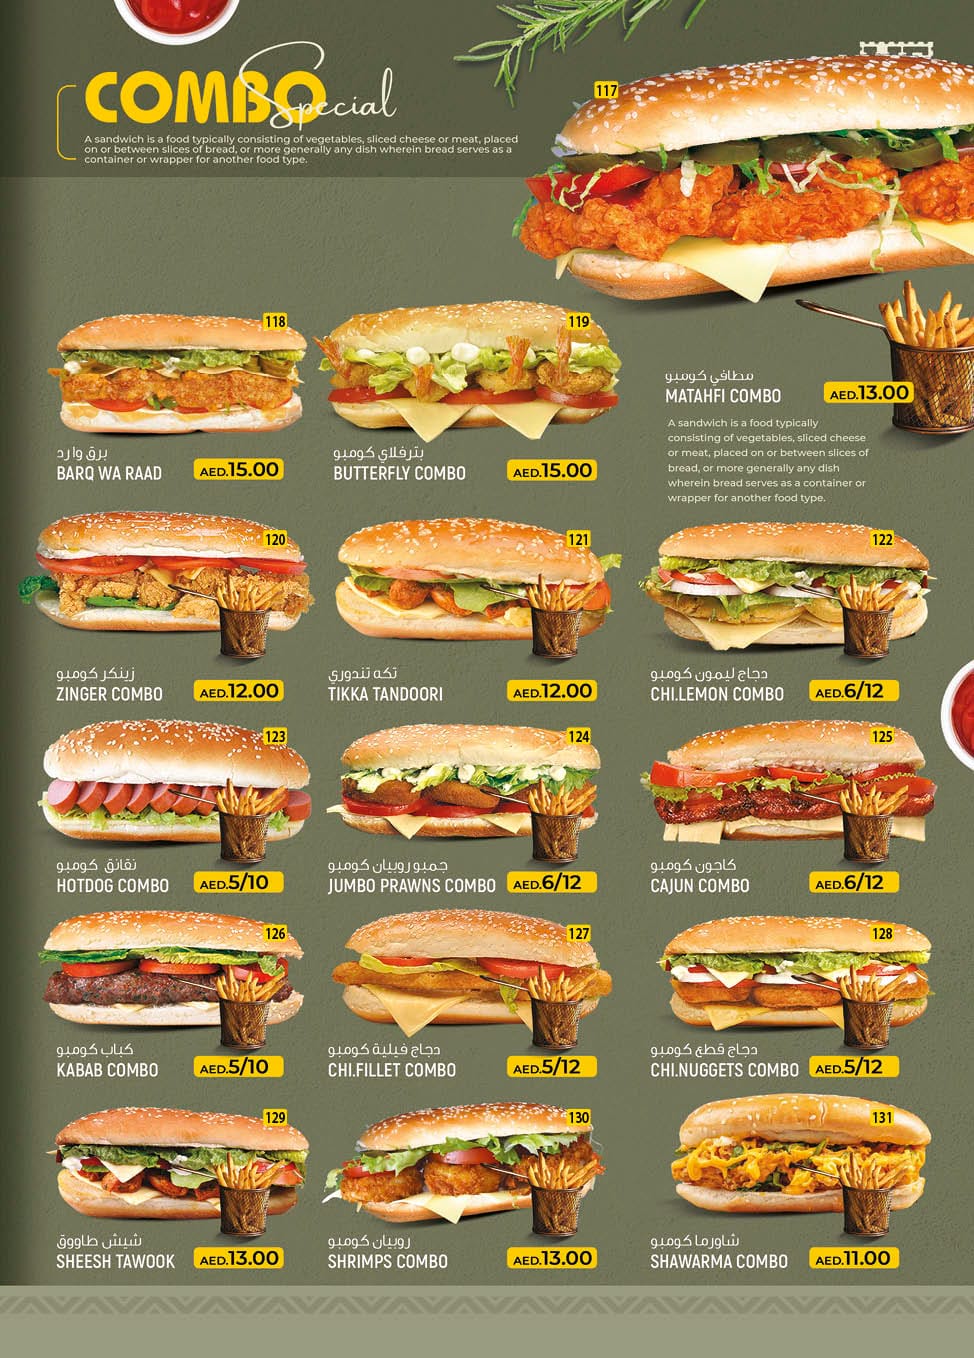 COMBO
Special
A sandwich is a food typically consisting of vegetables, sliced cheese or meat, placed
on or between slices of bread, or more generally any dish wherein bread serves as a
container or wrapper for another food type.
117
مطافي كومبو
MATAHFI COMBO
AED.13.00
A sandwich is a food typically
consisting of vegetables, sliced cheese
or meat, placed on or between slices of
bread, or more generally any dish
wherein bread serves as a container or
wrapper for another food type.
118
برق وارد
BARQ WA RAAD
AED.15.00
119
بترفلاي كومبو
BUTTERFLY COMBO
AED.15.00
120
زينكر كومبو
ZINGER COMBO
AED.12.00
121
تكه تندوري
TIKKA TANDOORI
AED.12.00
122
دجاج ليمون كومبو
CHI.LEMON COMBO
AED.6/12
123
نقانق كومبو
HOTDOG COMBO
AED.5/10
124
جمبو روبيان كومبو
JUMBO PRAWNS COMBO
AED.6/12
125
كاجون كومبو
CAJUN COMBO
AED.6/12
126
كباب كومبو
KABAB COMBO
AED.5/10
127
دجاج فيلية كومبو
CHI.FILLET COMBO
AED.5/12
128
دجاج قطع كومبو
CHI.NUGGETS COMBO
AED.5/12
129
شيش طاووق
SHEESH TAWOOK
AED.13.00
130
روبيان كومبو
SHRIMPS COMBO
AED.13.00
131
شاورما كومبو
SHAWARMA COMBO
AED.11.00